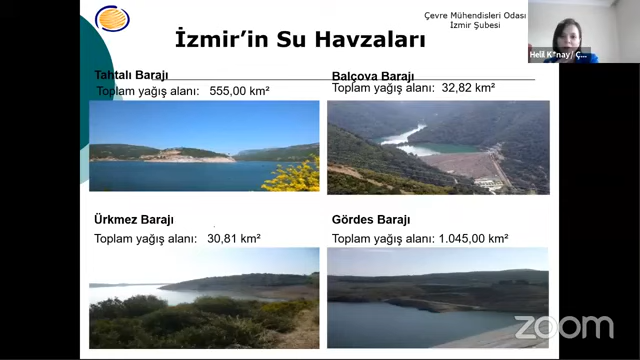 Çevre Mühendisleri Odası
İzmir Şubesi
İzmir’in Su Havzaları
Tahtalı Barajı
Toplam yağış alanı: 555,00 km²
Balçova Barajı
Toplam yağış alanı: 32,82 km²
Ürkmez Barajı
Toplam yağış alanı: 30,81 km²
Gördes Barajı
Toplam yağış alanı: 1.045,00 km²
Helil / Ç...
zoom